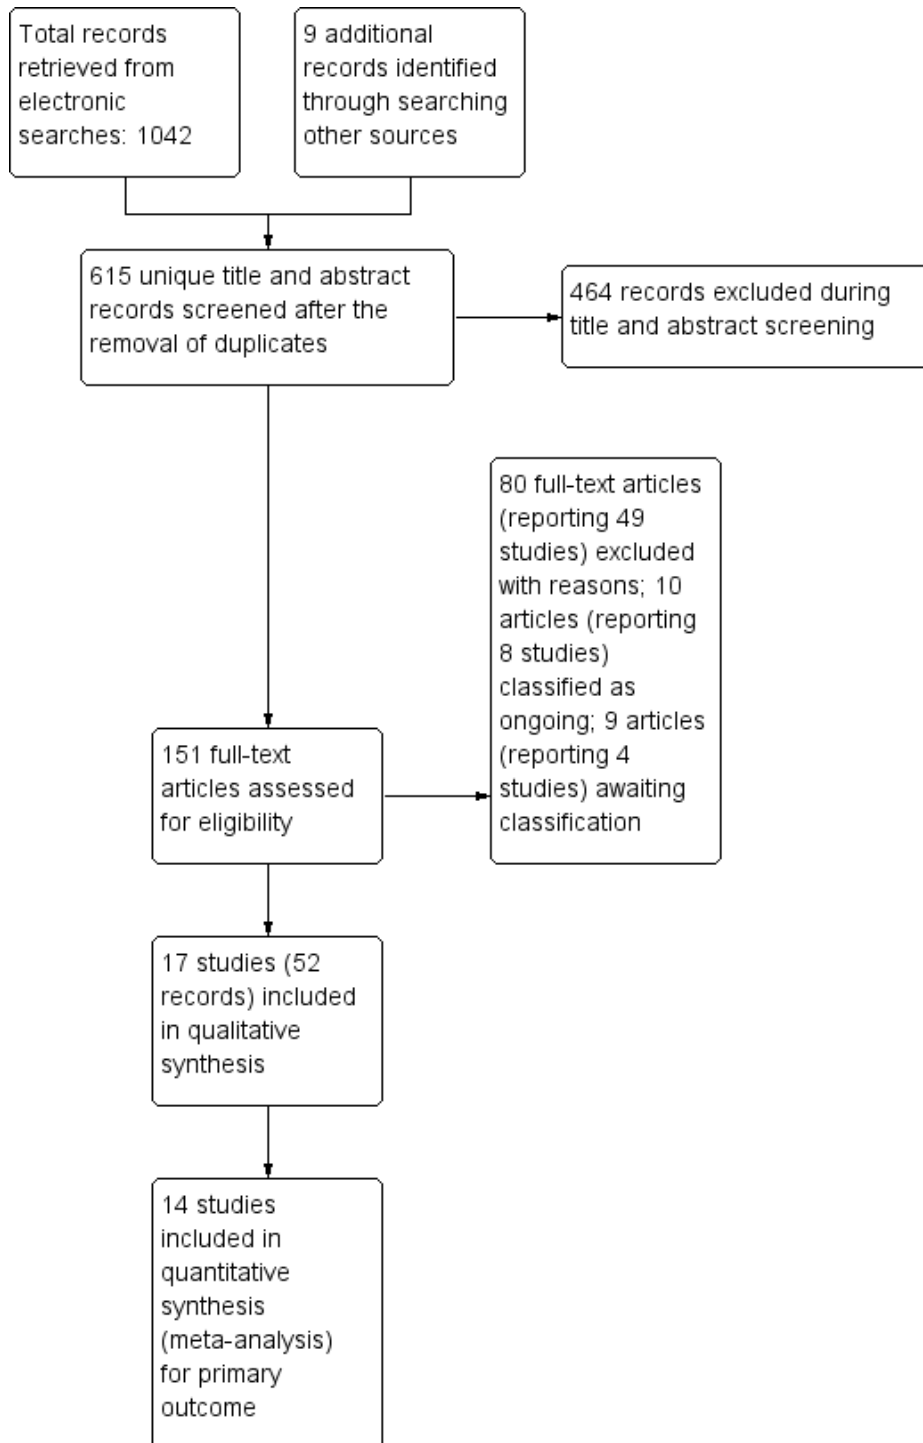 Total records
retrieved from
electronic
searches: 1042
9 additional
records identified
through searching
other sources
615 unique title and abstract
records screened after the
removal of duplicates
464 records excluded during
title and abstract screening
80 full-text articles
(reporting 49
studies) excluded
with reasons; 10
articles (reporting
8 studies)
classified as
ongoing; 9 articles
(reporting 4
studies) awaiting
classification
151 full-text
articles assessed
for eligibility
17 studies (52
records) included
in qualitative
synthesis
14 studies
included in
quantitative
synthesis
(meta-analysis)
for primary
outcome